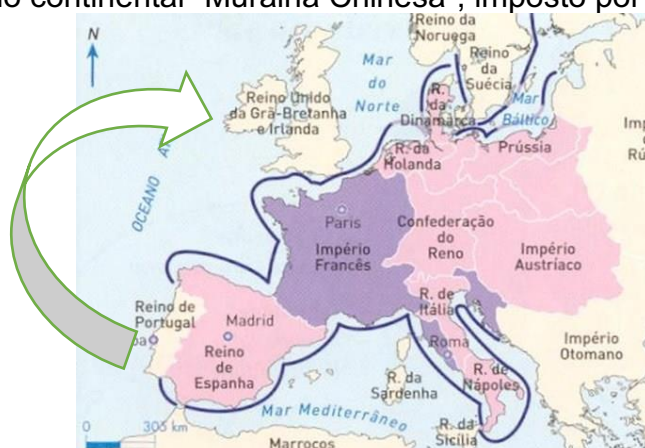 no continental "Muralha Chinesa", imposto por
N
Reino da
Noruega
Reino
da
Suécia
Mar
do
Norte
R.
da
Dinamarca
Mar
Báltico
Reino Unido
da Grã-Bretanha
e Irlanda
R. da
Holanda
Prússia
OCEANO
Paris
Império
Francês
Confederação
do
Reno
Império
Austríaco
Reino de
Portugal
Madrid
R. de
Itália
Roma
Reino
de
Espanha
R. da
Sardenha
R. de
Nápoles
Império
Otomano
Mar Mediterrâneo
R. da
Sicília
0 305 km
Marrocos